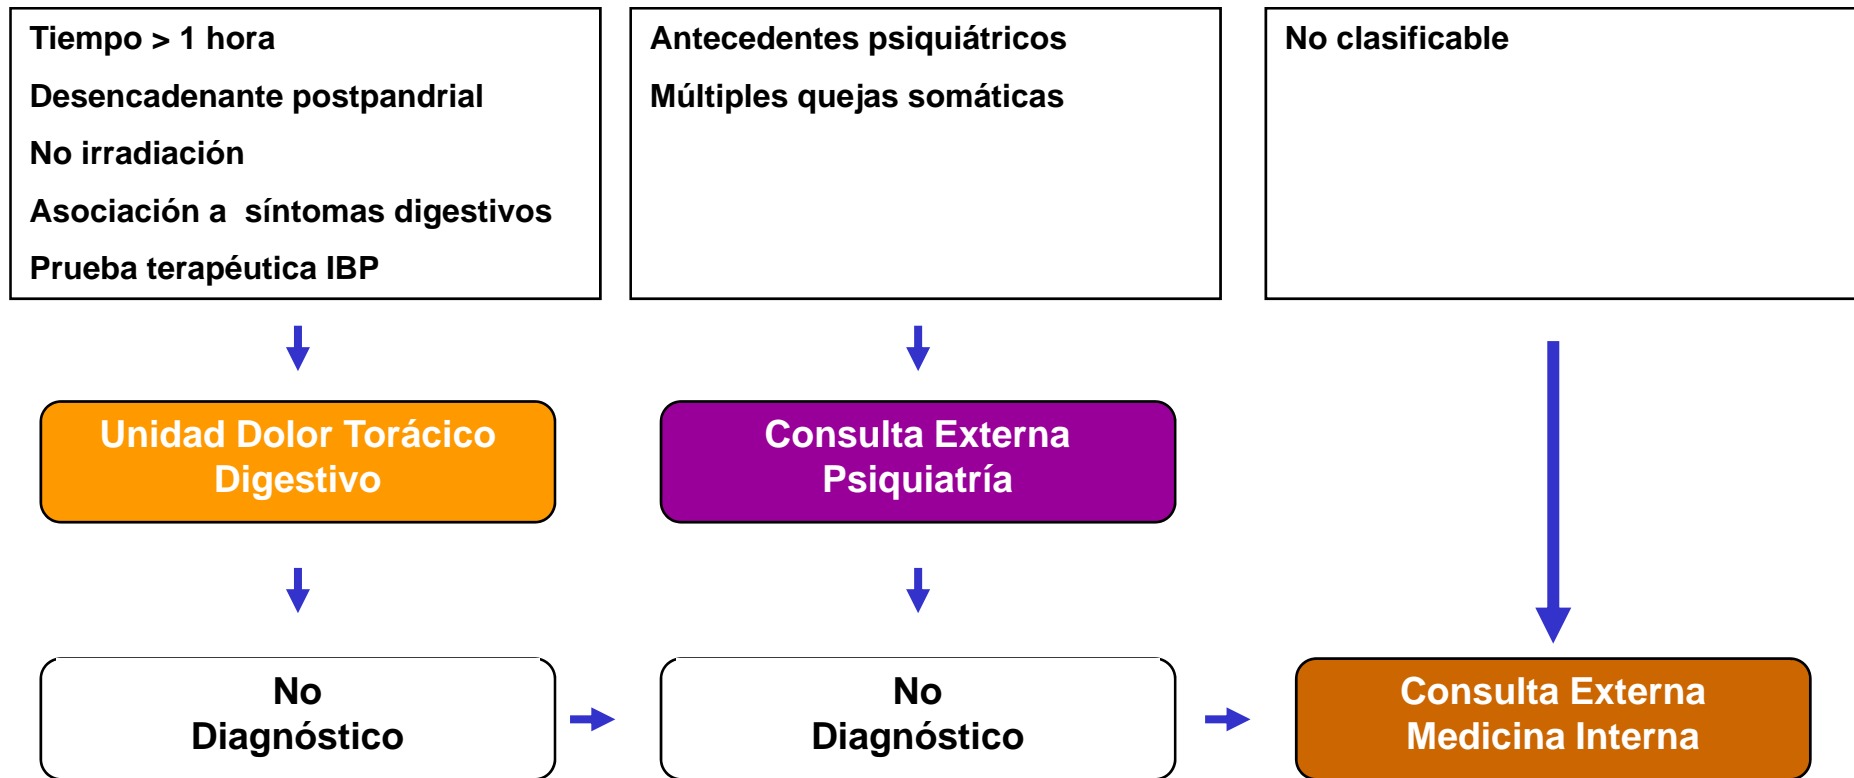 Tiempo > 1 hora
Desencadenante postpandrial
No irradiación
Asociación a síntomas digestivos
Prueba terapéutica IBP
Antecedentes psiquiátricos
Múltiples quejas somáticas
No clasificable
Unidad Dolor Torácico
Digestivo
Consulta Externa
Psiquiatría
No
Diagnóstico
No
Diagnóstico
Consulta Externa
Medicina Interna